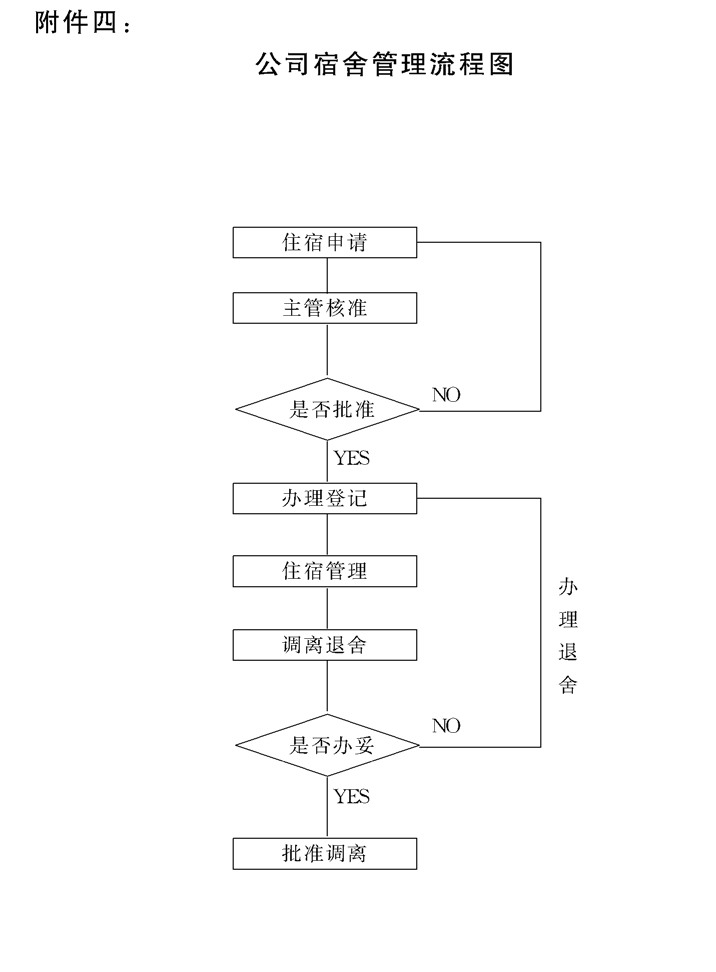 附件四：
公司宿舍管理流程图
住宿申请
主管核准
是否批准
NO
YES
办理登记
住宿管理
调离退舍
办理退舍
是否办妥
NO
YES
批准调离